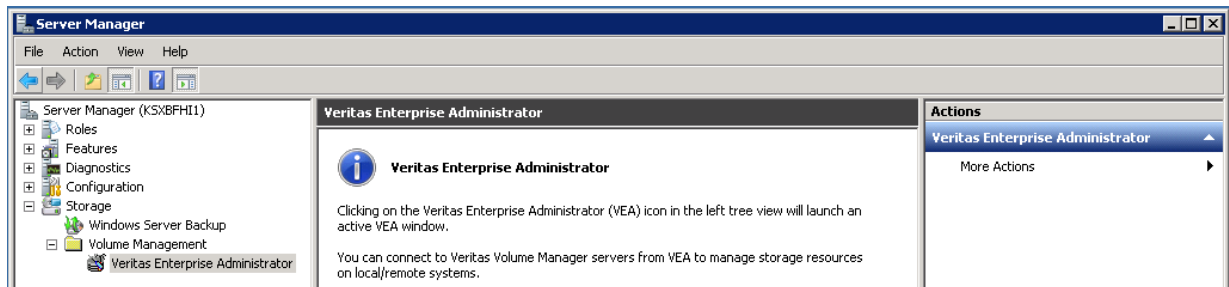 Server Manager
File Action View Help
Server Manager (KSXBFHI1)
Roles
Features
Diagnostics
Configuration
Storage
Windows Server Backup
Volume Management
Veritas Enterprise Administrator
Veritas Enterprise Administrator
Veritas Enterprise Administrator
Clicking on the Veritas Enterprise Administrator (VEA) icon in the left tree view will launch an
active VEA window.
You can connect to Veritas Volume Manager servers from VEA to manage storage resources
on local/remote systems.
Actions
Veritas Enterprise Administrator
More Actions